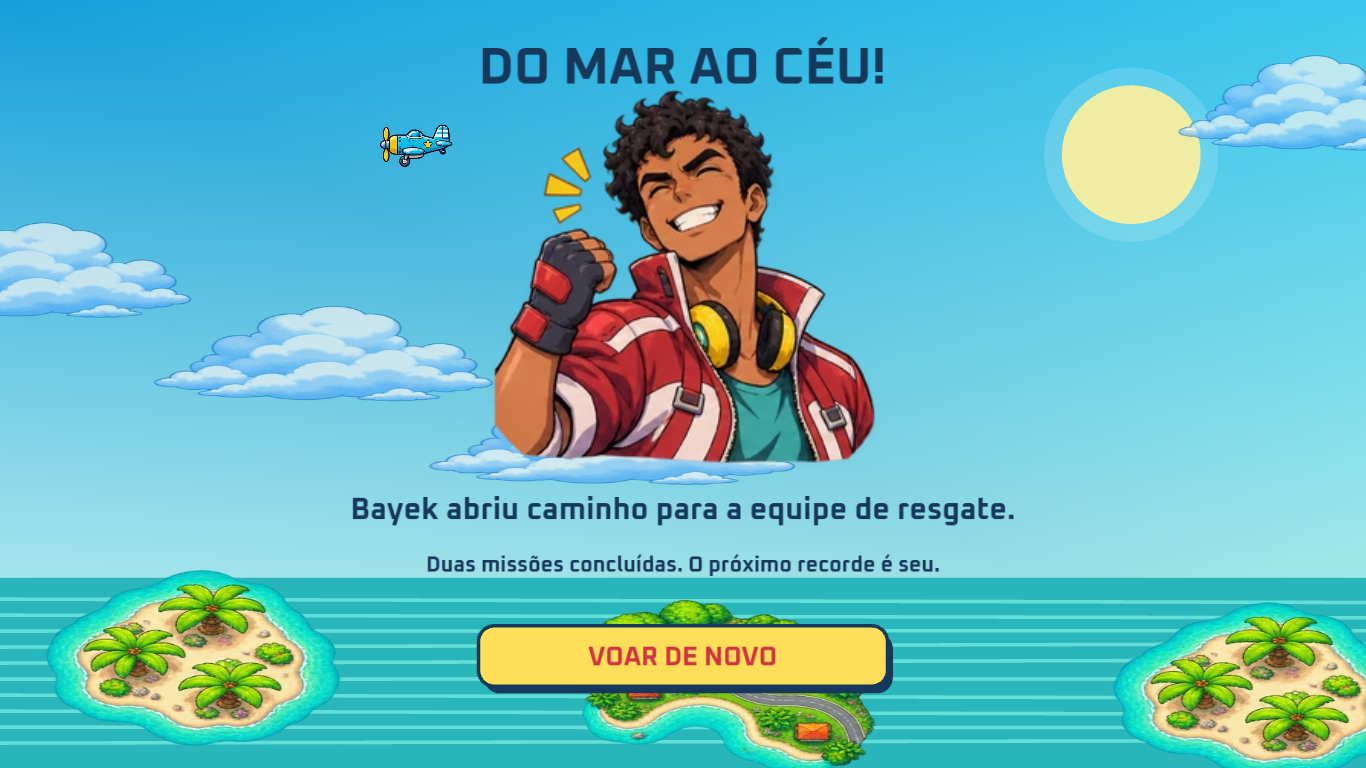 DO MAR AO CÉU!
Bayek abriu caminho para a equipe de resgate.
Duas missões concluídas. O próximo recorde é seu.
VOAR DE NOVO